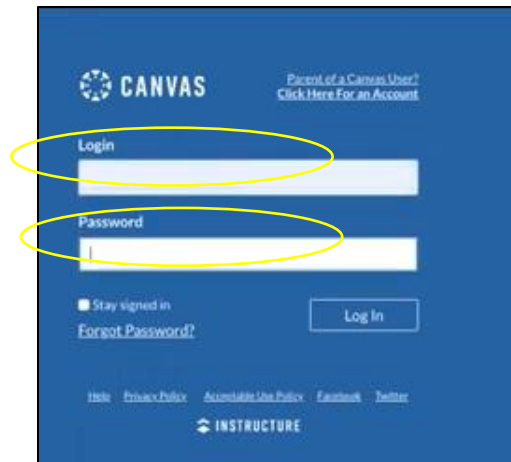 CANVAS
Parent of a Canvas User?
Click Here For an Account
Login
Password
Stay signed in
Log In
Forgot Password?
Help Privacy Policy Acceptable Use Policy Facebook Twitter
INSTRUCTURE